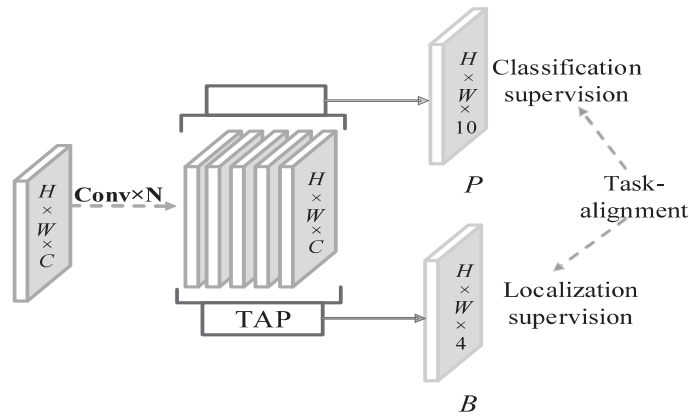 H
×
W
×
C
Conv×N
H
×
W
×
C
TAP
H
×
W
×
10
P
Classification
supervision
Task-
alignment
H
×
W
×
4
B
Localization
supervision